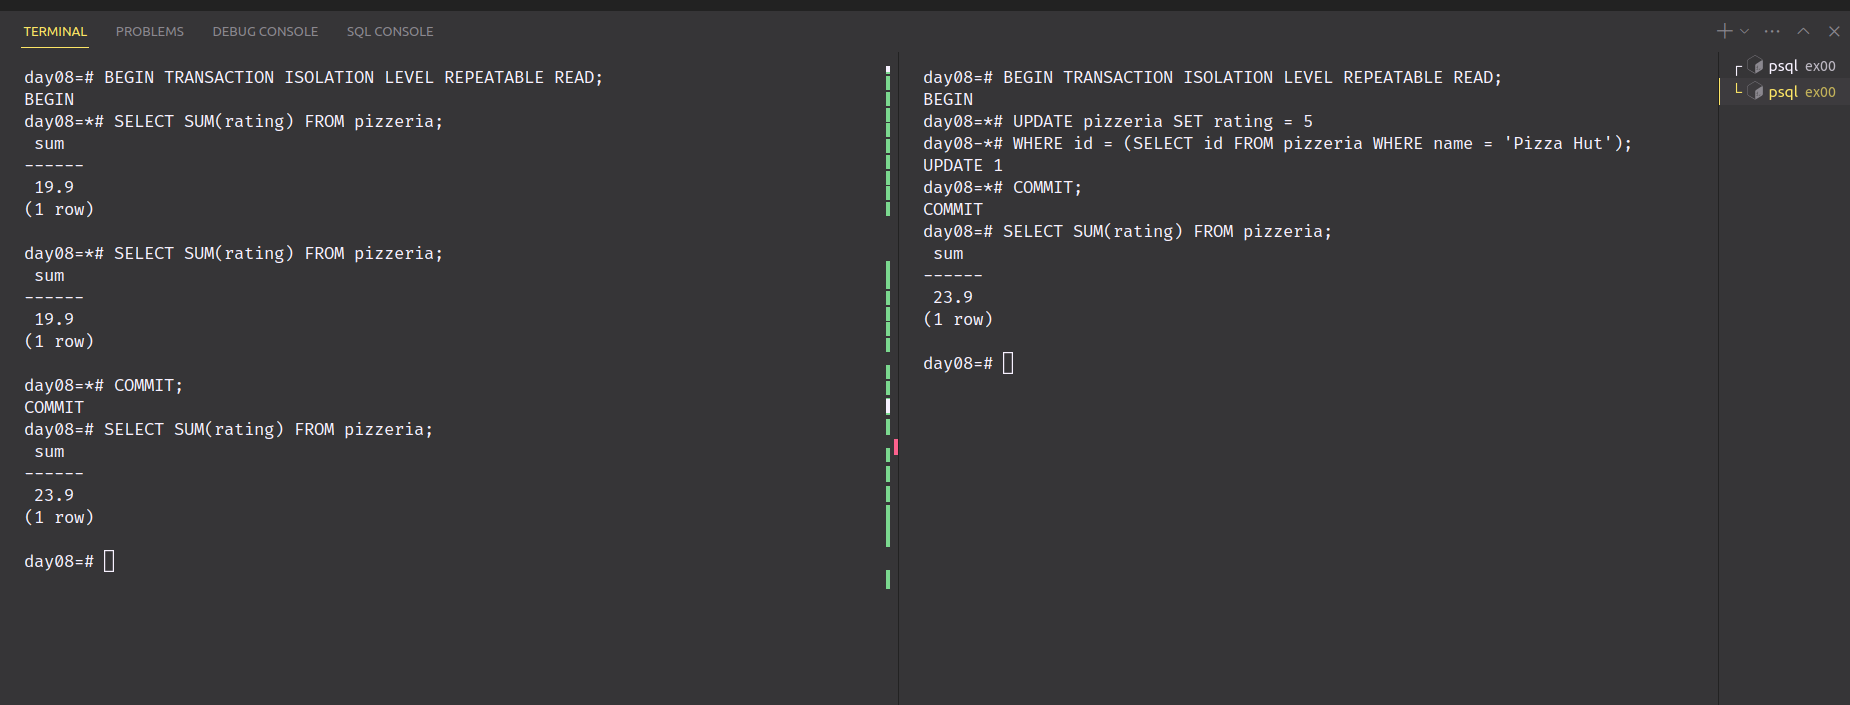 TERMINAL PROBLEMS DEBUG CONSOLE SQL CONSOLE
day08=# BEGIN TRANSACTION ISOLATION LEVEL REPEATABLE READ;
BEGIN
day08=*# SELECT SUM(rating) FROM pizzeria;
sum
------
19.9
(1 row)
day08=*# SELECT SUM(rating) FROM pizzeria;
sum
------
19.9
(1 row)
day08=*# COMMIT;
COMMIT
day08=# SELECT SUM(rating) FROM pizzeria;
sum
------
23.9
(1 row)
day08=#
day08=# BEGIN TRANSACTION ISOLATION LEVEL REPEATABLE READ;
BEGIN
day08=*# UPDATE pizzeria SET rating = 5
day08-*# WHERE id = (SELECT id FROM pizzeria WHERE name = 'Pizza Hut');
UPDATE 1
day08=*# COMMIT;
COMMIT
day08=# SELECT SUM(rating) FROM pizzeria;
sum
------
23.9
(1 row)
day08=#
psql ex00
psql ex00